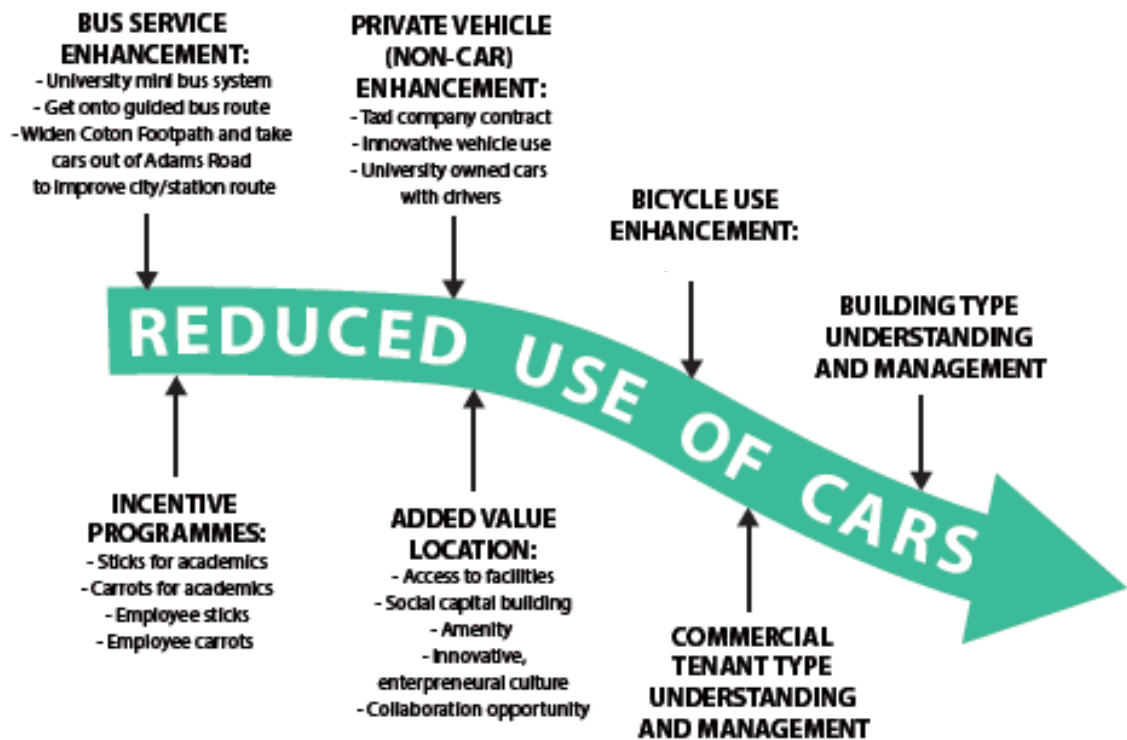 BUS SERVICE
ENHANCEMENT:
- University mini bus system
- Get onto guided bus route
- Widen Coton Footpath and take
cars out of Adams Road
to improve city/station route
PRIVATE VEHICLE
(NON-CAR)
ENHANCEMENT:
- Taxi company contract
- Innovative vehicle use
- University owned cars
with drivers
BICYCLE USE
ENHANCEMENT:
BUILDING TYPE
UNDERSTANDING
AND MANAGEMENT
REDUCED USE OF CARS
INCENTIVE
PROGRAMMES:
- Sticks for academics
- Carrots for academics
- Employee sticks
- Employee carrots
ADDED VALUE
LOCATION:
- Access to facilities
- Social capital building
- Amenity
- Innovative,
enterpreneural culture
- Collaboration opportunity
COMMERCIAL
TENANT TYPE
UNDERSTANDING
AND MANAGEMENT